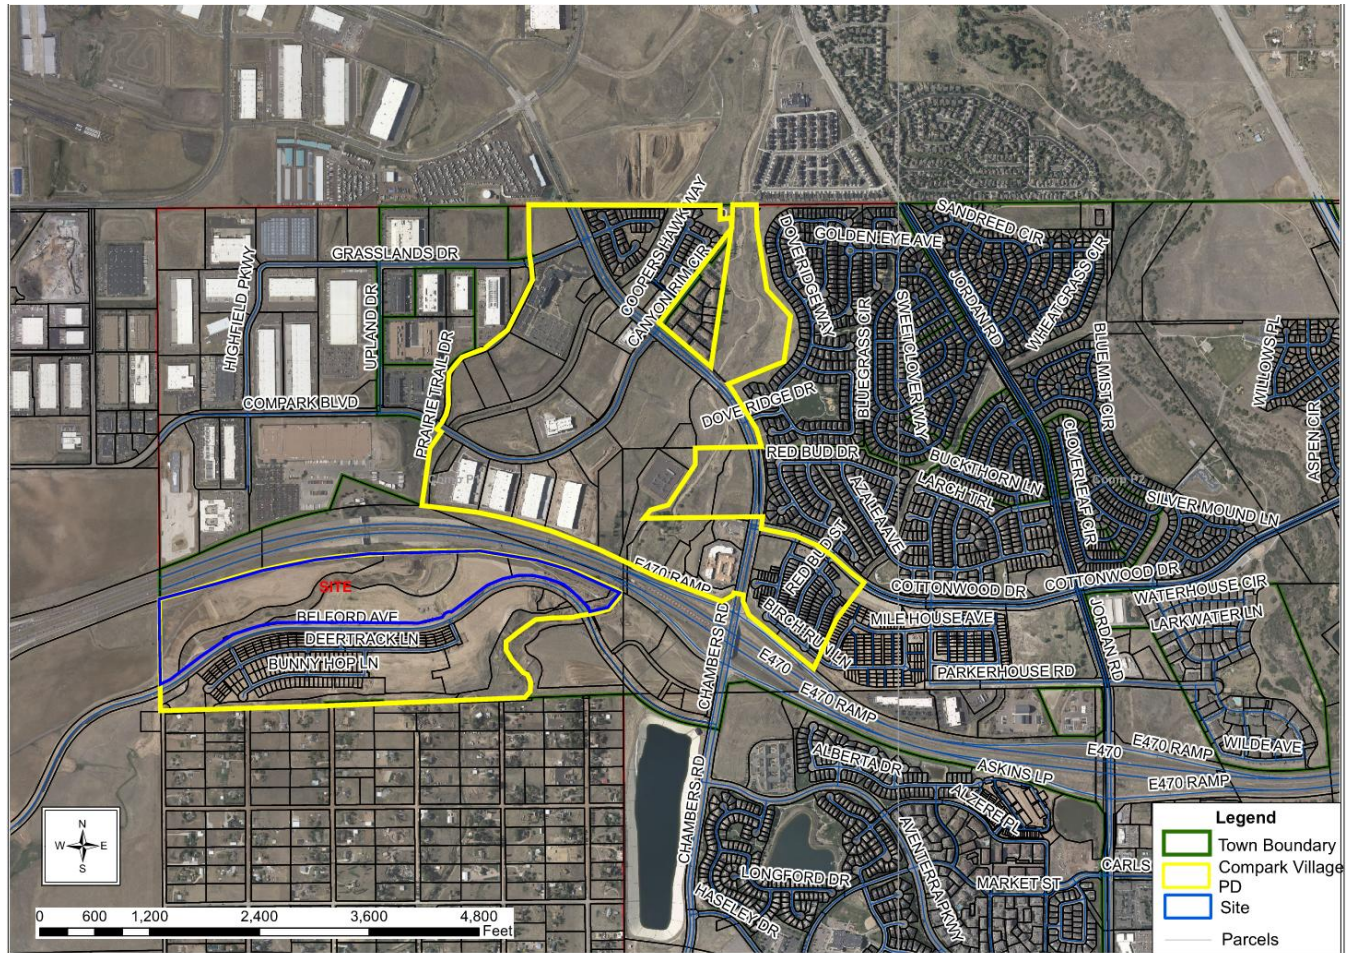 COOPERSHAWK WAY
SANDREED CIR
GOLDEN EYE AVE
GRASSLANDS DR
DOVE RIDGE WAY
CANYON RIM CIR
JORDAN RD
WHEATGRASS CIR
HIGHFIELD PKWY
UPLAND DR
BLUEGRASS CIR
SWEET CLOVER WAY
BLUE MIST CIR
WILLOWS PL
PRAIRIE TRAIL DR
COMPARK BLVD
DOVE RIDGE DR
ASPEN CIR
RED BUD DR
BUCKTHORN LN
CLOVERLEAF CIR
LARCH TRL
AZALEA AVE
SILVER MOUND LN
RED BUD ST
E470 RAMP
COTTONWOOD DR
COTTONWOOD DR
WATERHOUSE CIR
SITE
BELFORD AVE
BIRCH RUN LN
MILE HOUSE AVE
JORDAN RD
LARKWATER LN
DEERTRACK LN
BUNNY HOP LN
CHAMBERS RD
E470
PARKERHOUSE RD
E470 RAMP
ALBERTA DR
ASKINS LP
E470
E470 RAMP
WILDE AVE
E470 RAMP
CHAMBERS RD
ALZERE PL
AVENTERRA PKWY
LONGFORD DR
MARKET ST
CARLS
HASELEY DR
N
W E
S
0 600 1,200 2,400 3,600 4,800
Feet
Legend
Town Boundary
Compark Village
PD
Site
Parcels